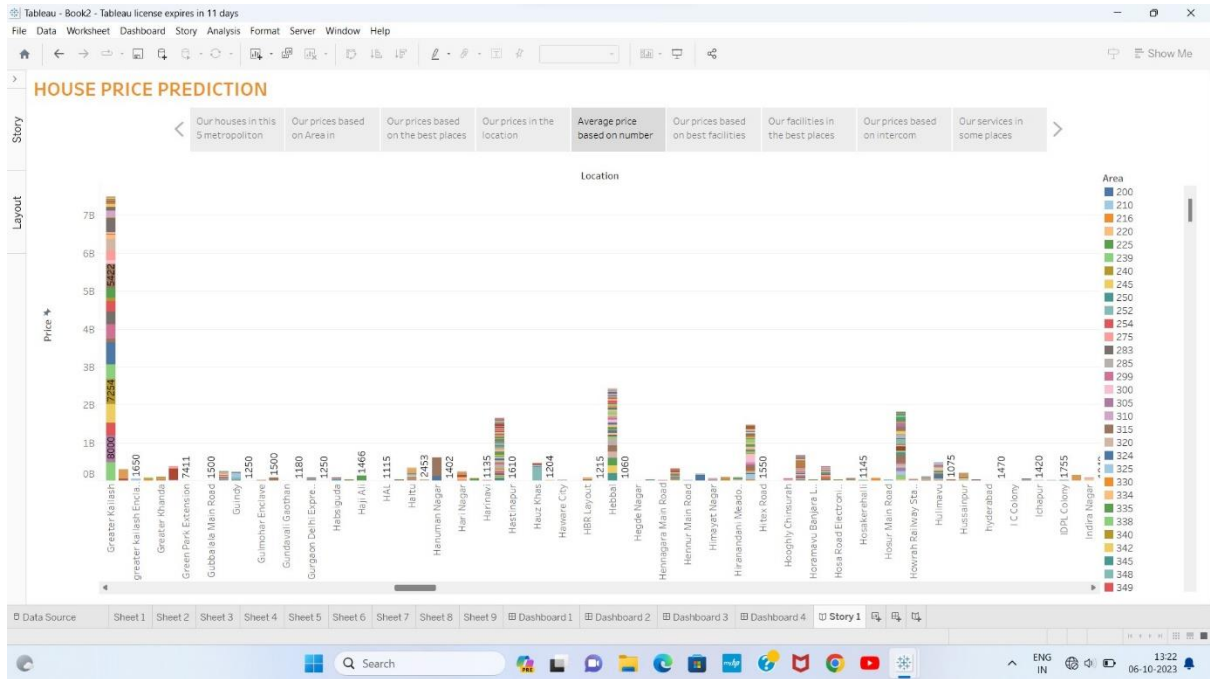 Tableau - Book2 - Tableau license expires in 11 days
File Data Worksheet Dashboard Story Analysis Format Server Window Help
Show Me
HOUSE PRICE PREDICTION
Story
Layout
Our houses in this
5 metropoliton
Our prices based
on Area in
Our prices based
on the best places
Our prices in the
location
Average price
based on number
Our prices based
on best facilities
Our facilities in
the best places
Our prices based
on intercom
Our services in
some places
Location
Price
7B
6B
5B
4B
3B
2B
1B
0B
5422
7254
8000
1650
7411
1500
1250
1500
1180
1250
1466
1115
2453
1402
1135
1610
1204
1215
1060
1550
1145
1075
1470
1420
1755
Greater Kailash
greater kailash Encla..
Greater Khanda
Green Park Extension
Gubbalala Main Road
Guindy
Gulmohar Enclave
Gundavali Gaothan
Gurgaon Delhi Expre..
Habsiguda
Haji Ali
HAL
Haltu
Hanuman Nagar
Hari Nagar
Harinavi
Hastinapur
Hauz Khas
Haware City
HBR Layout
Hebbal
Hegde Nagar
Hennagara Main Road
Hennur Main Road
Himayat Nagar
Hiranandani Meado..
Hitex Road
Hooghly Chinsurah
Horamavu Banjara L..
Hosa Road Electroni..
Hosakerehalli
Hosur Main Road
Howrah Railway Sta..
Hulimavu
Hussainpur
hyderabad
I C Colony
Ichapur
IDPL Colony
Indira Nagar
Area
200
210
216
220
225
239
240
245
250
252
254
275
283
285
299
300
305
310
315
320
324
325
330
334
335
338
340
342
345
348
349
Data Source Sheet 1 Sheet 2 Sheet 3 Sheet 4 Sheet 5 Sheet 6 Sheet 7 Sheet 8 Sheet 9 Dashboard 1 Dashboard 2 Dashboard 3 Dashboard 4 Story 1
Search
ENG
IN
13:22
06-10-2023